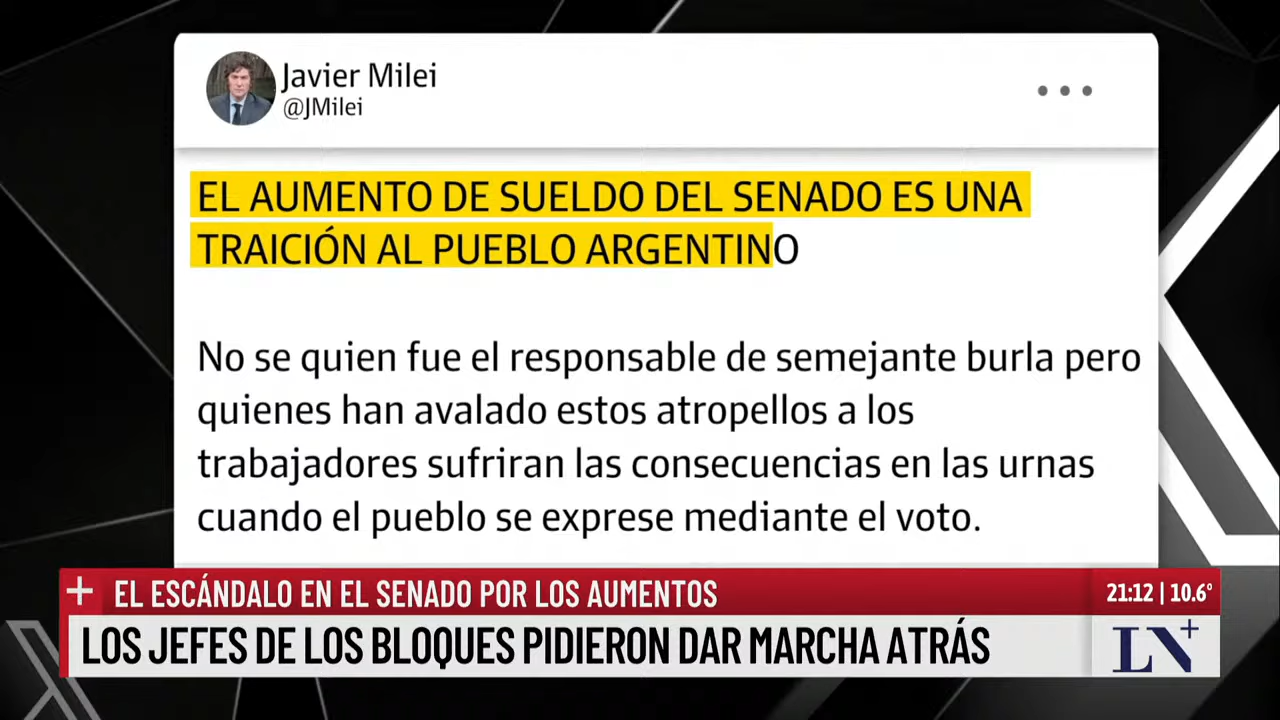 Javier Milei
@JMilei
EL AUMENTO DE SUELDO DEL SENADO ES UNA
TRAICIÓN AL PUEBLO ARGENTINO
No se quien fue el responsable de semejante burla pero
quienes han avalado estos atropellos a los
trabajadores sufriran las consecuencias en las urnas
cuando el pueblo se exprese mediante el voto.
+ EL ESCÁNDALO EN EL SENADO POR LOS AUMENTOS
21:12 | 10.6°
LOS JEFES DE LOS BLOQUES PIDIERON DAR MARCHA ATRÁS
LN+